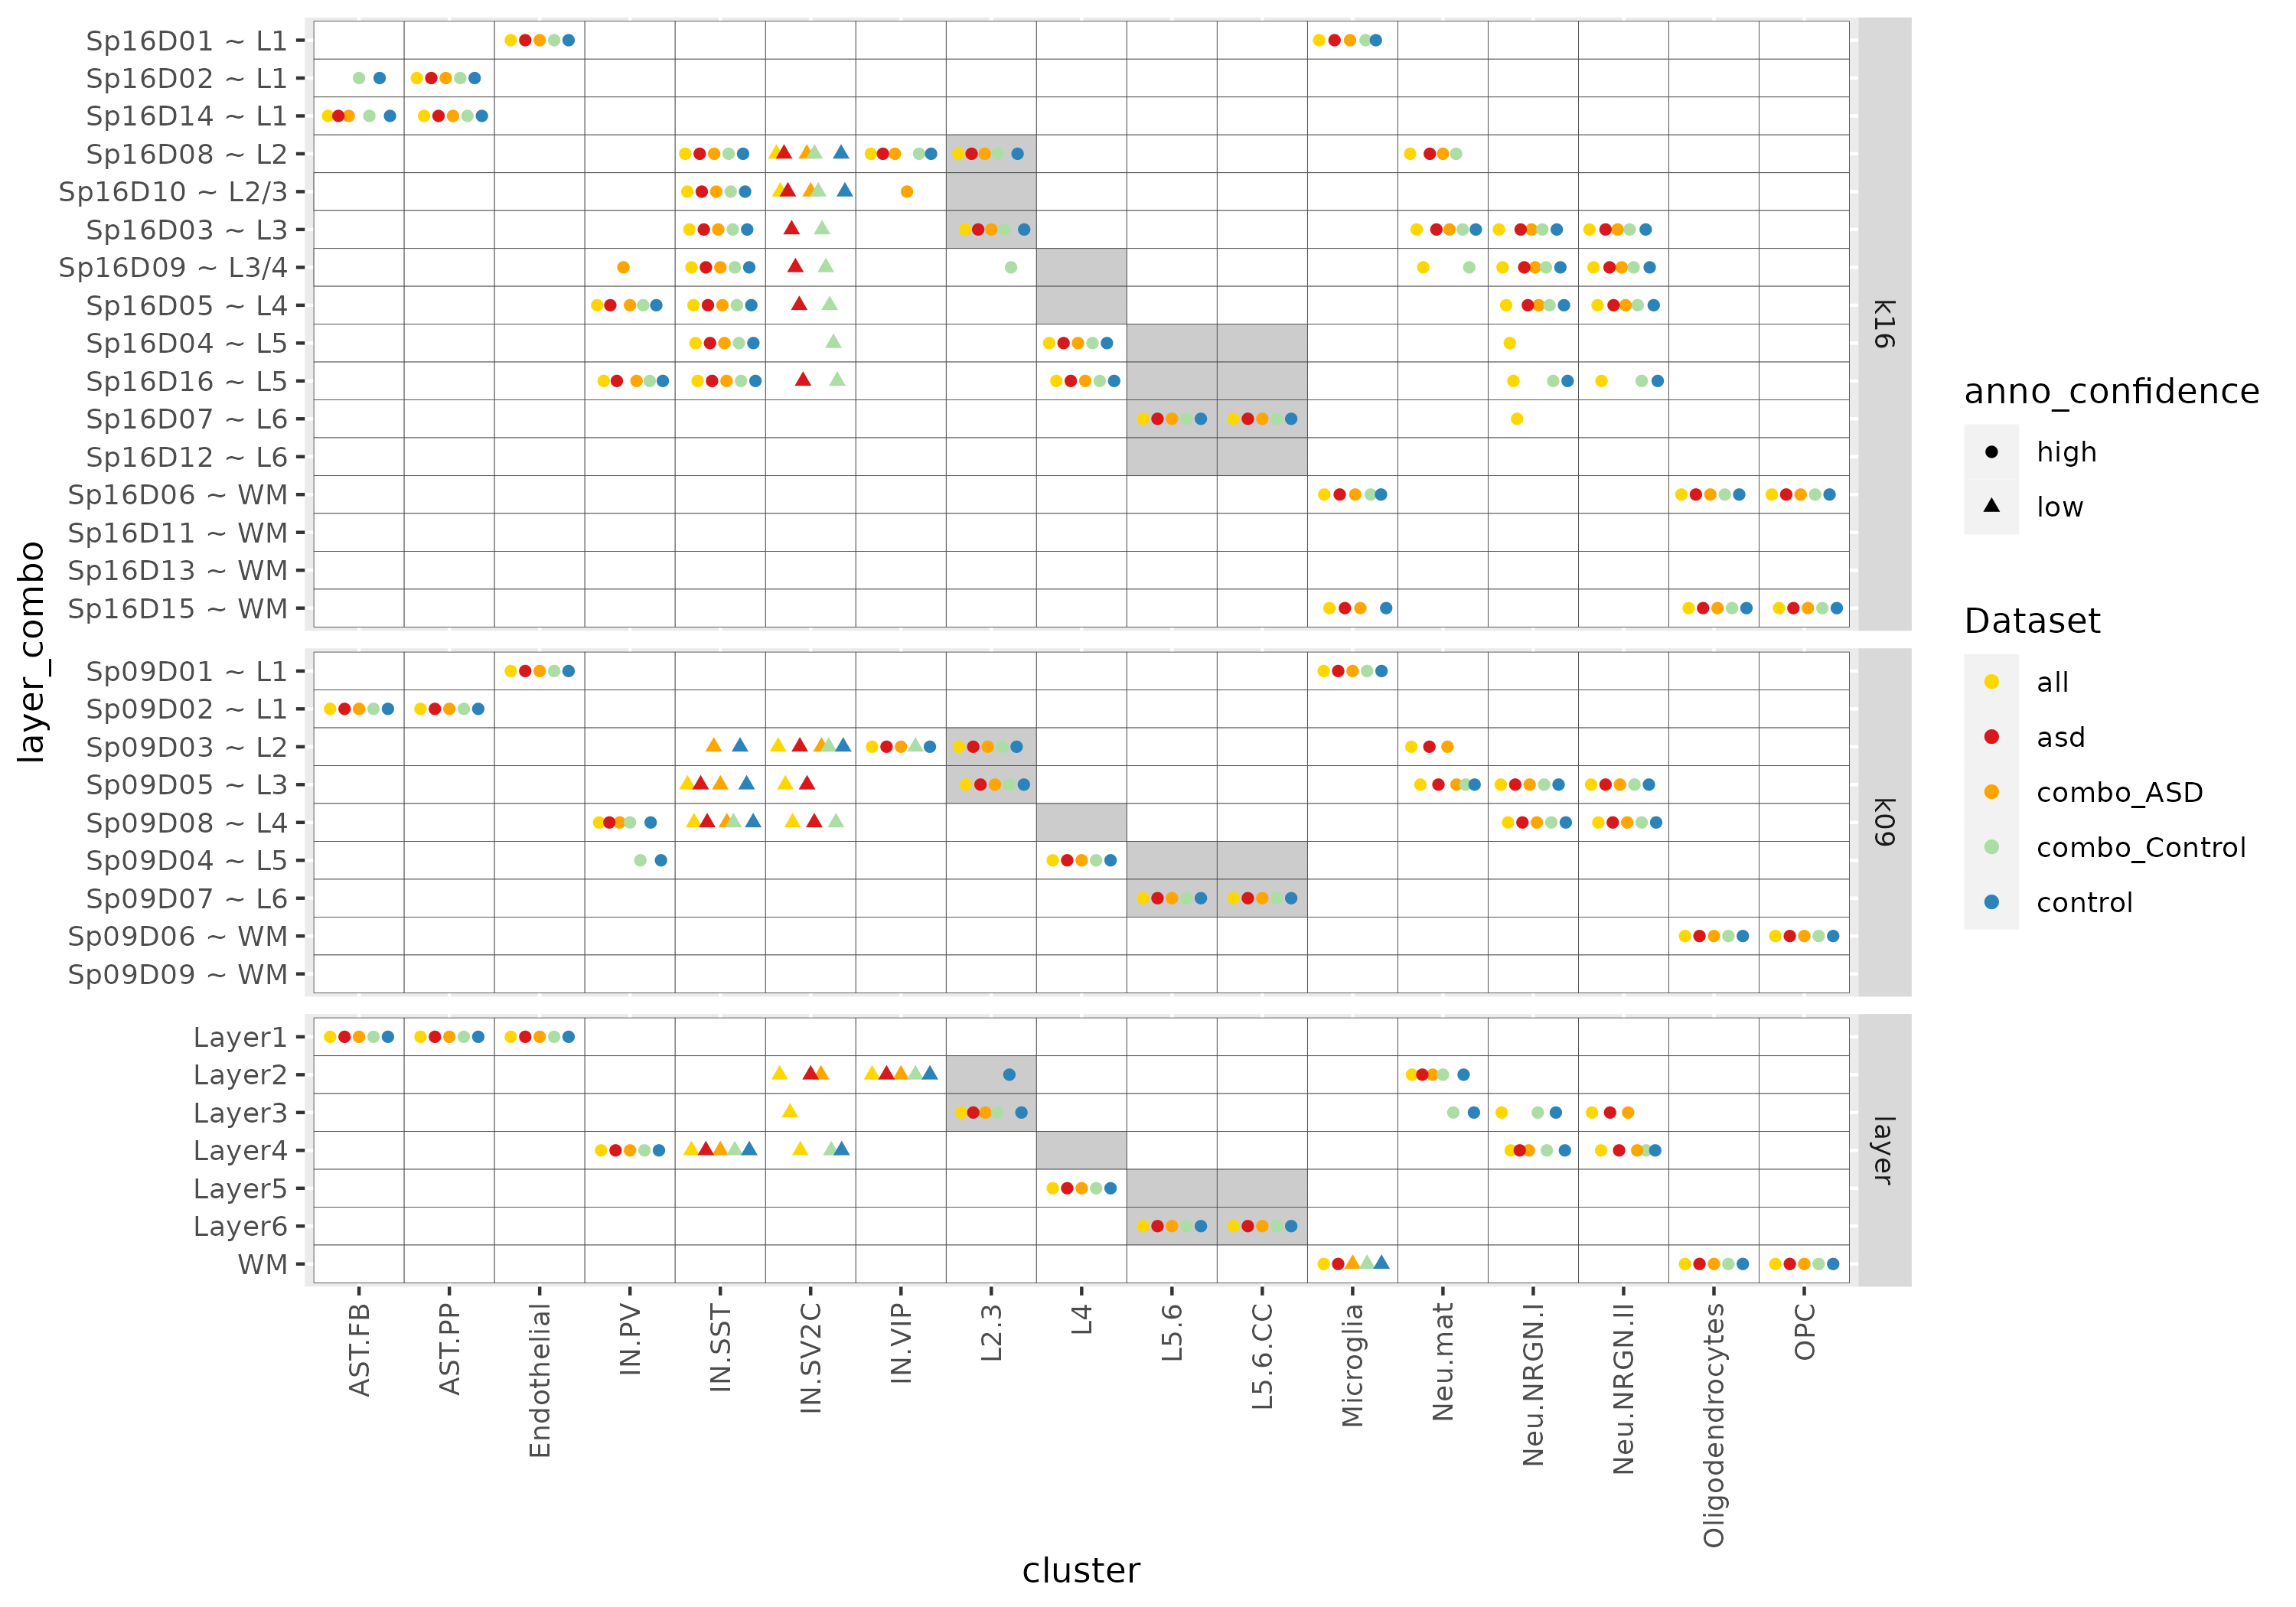 layer_combo
Sp16D01 ~ L1
Sp16D02 ~ L1
Sp16D14 ~ L1
Sp16D08 ~ L2
Sp16D10 ~ L2/3
Sp16D03 ~ L3
Sp16D09 ~ L3/4
Sp16D05 ~ L4
Sp16D04 ~ L5
Sp16D16 ~ L5
Sp16D07 ~ L6
Sp16D12 ~ L6
Sp16D06 ~ WM
Sp16D11 ~ WM
Sp16D13 ~ WM
Sp16D15 ~ WM
k16
Sp09D01 ~ L1
Sp09D02 ~ L1
Sp09D03 ~ L2
Sp09D05 ~ L3
Sp09D08 ~ L4
Sp09D04 ~ L5
Sp09D07 ~ L6
Sp09D06 ~ WM
Sp09D09 ~ WM
k09
Layer1
Layer2
Layer3
Layer4
Layer5
Layer6
WM
layer
AST.FB
AST.PP
Endothelial
IN.PV
IN.SST
IN.SV2C
IN.VIP
L2.3
L4
L5.6
L5.6.CC
Microglia
Neu.mat
Neu.NRGN.I
Neu.NRGN.II
Oligodendrocytes
OPC
cluster
anno_confidence
high
low
Dataset
all
asd
combo_ASD
combo_Control
control